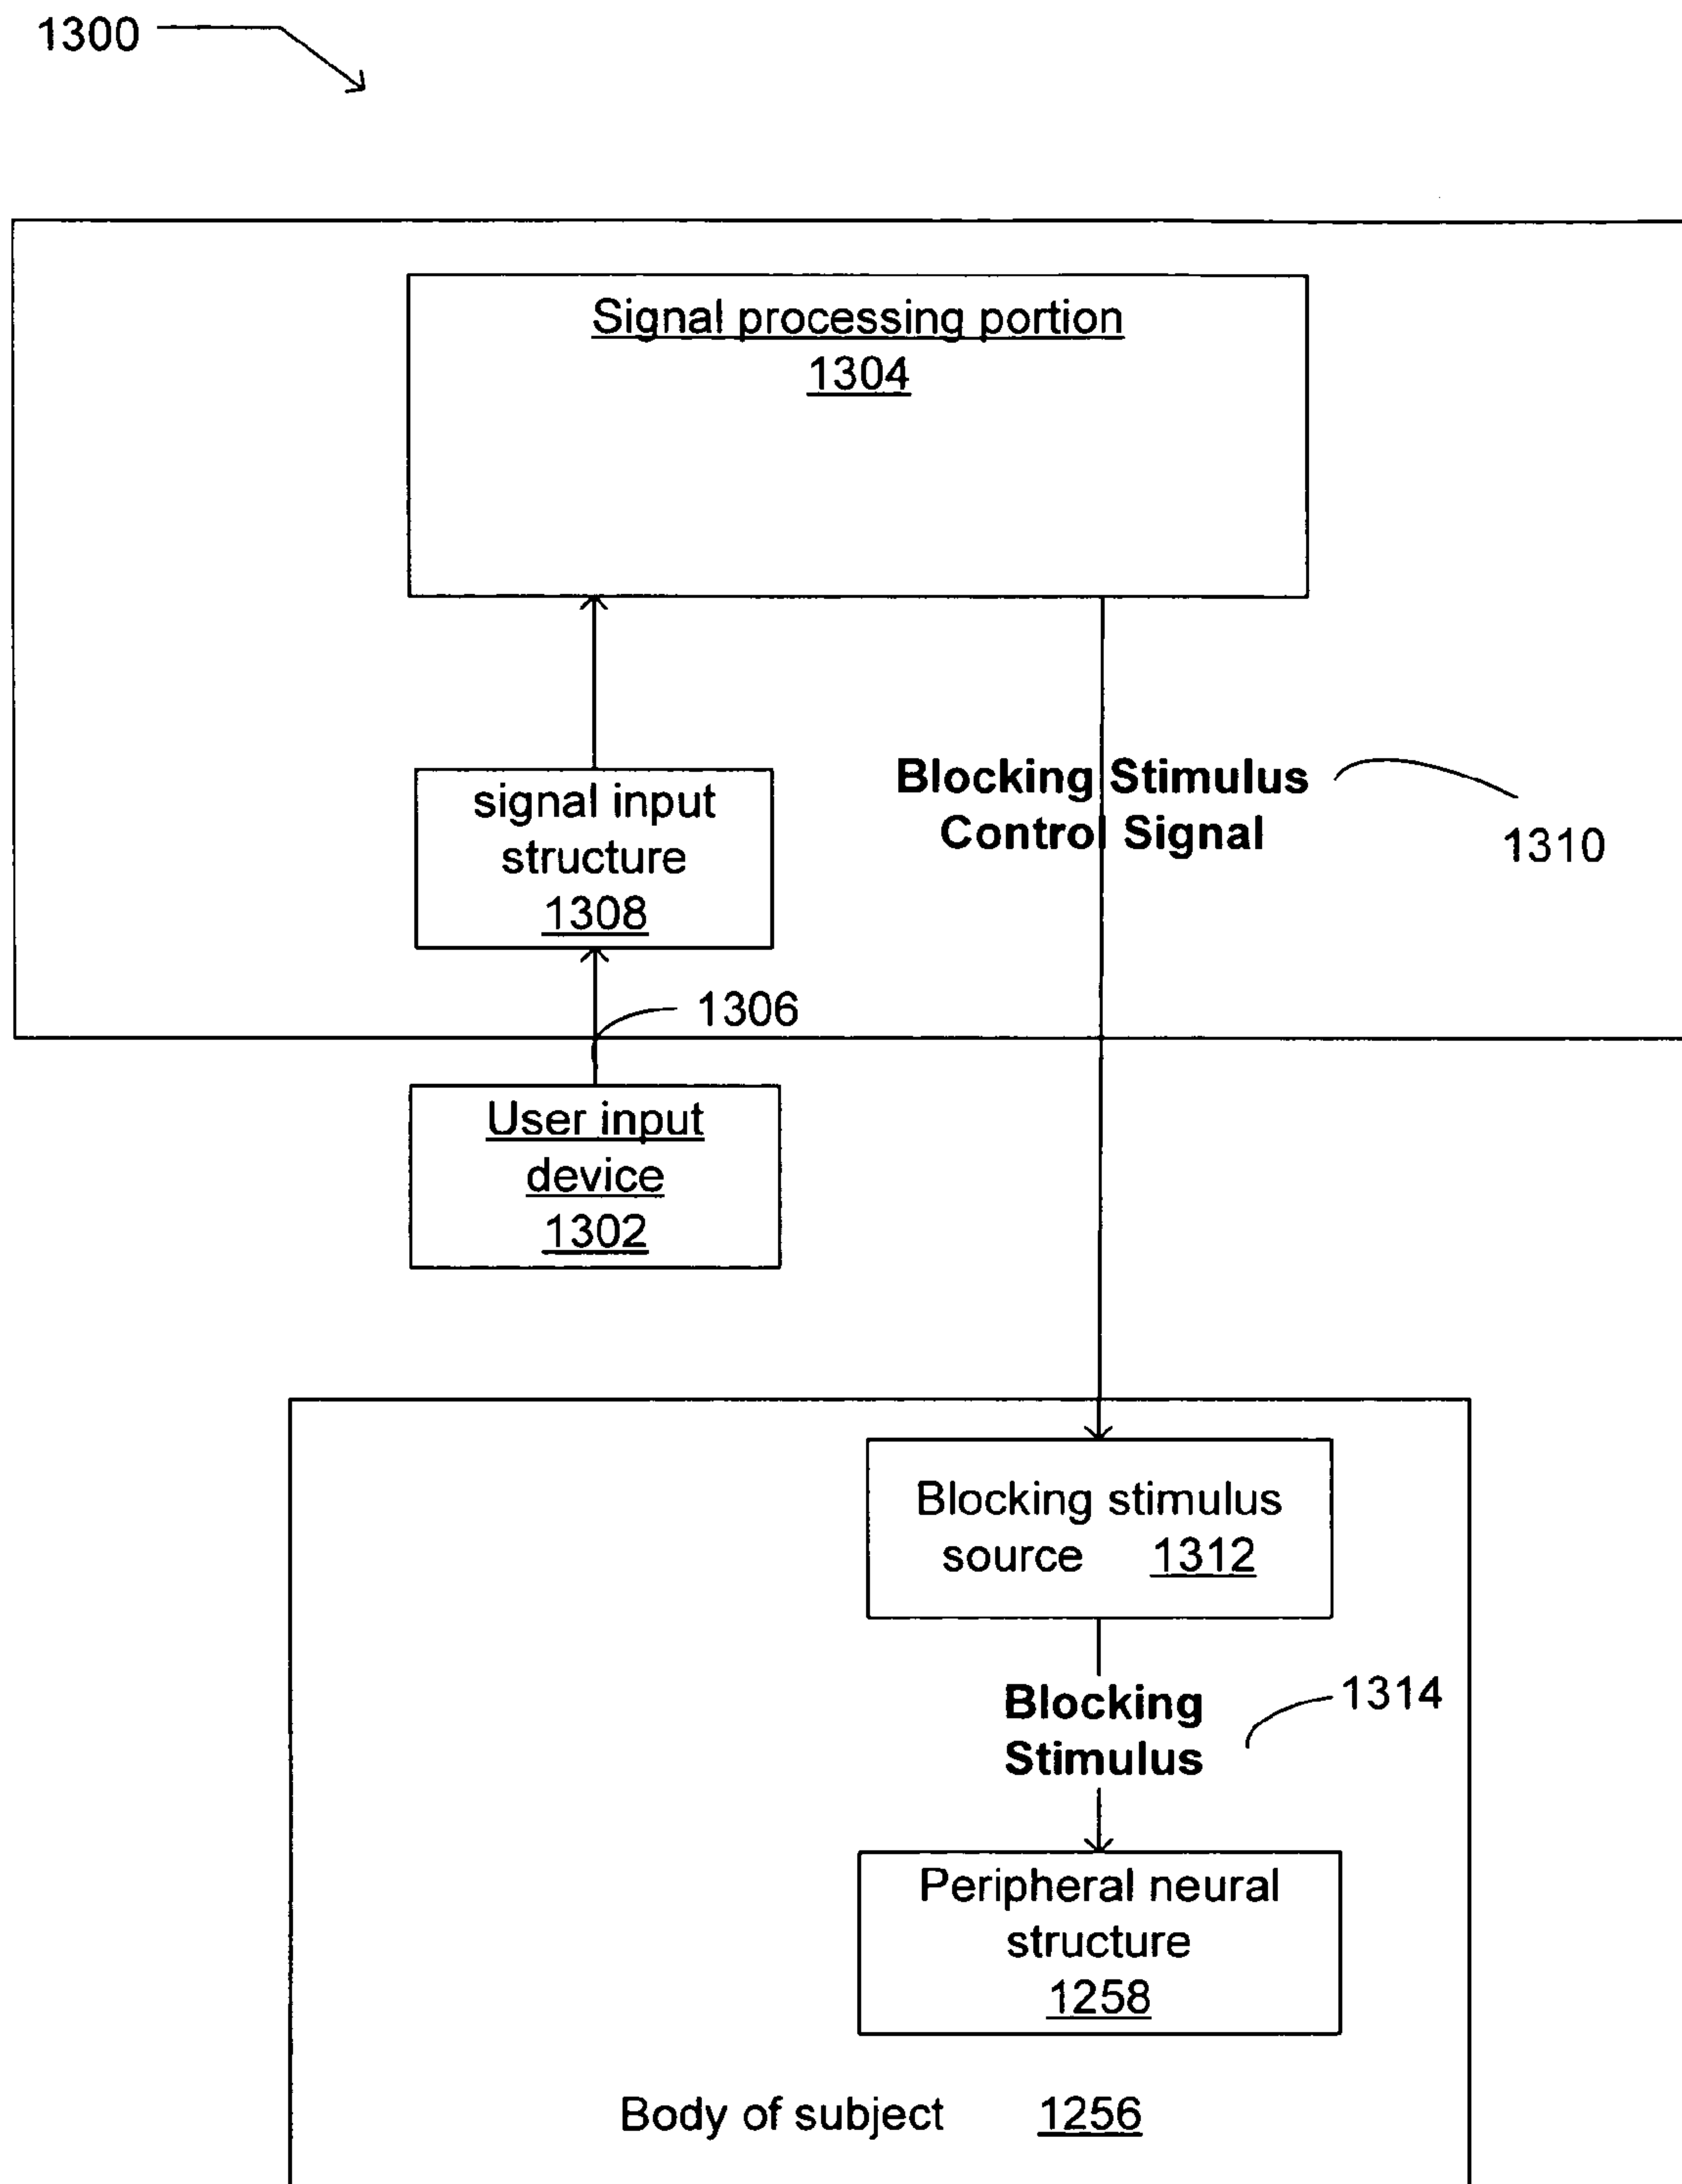 1300
Signal processing portion
1304
signal input
structure
1308
Blocking Stimulus
Control Signal
1310
1306
User input
device
1302
Blocking stimulus
source 1312
Blocking
Stimulus
1314
Peripheral neural
structure
1258
Body of subject 1256